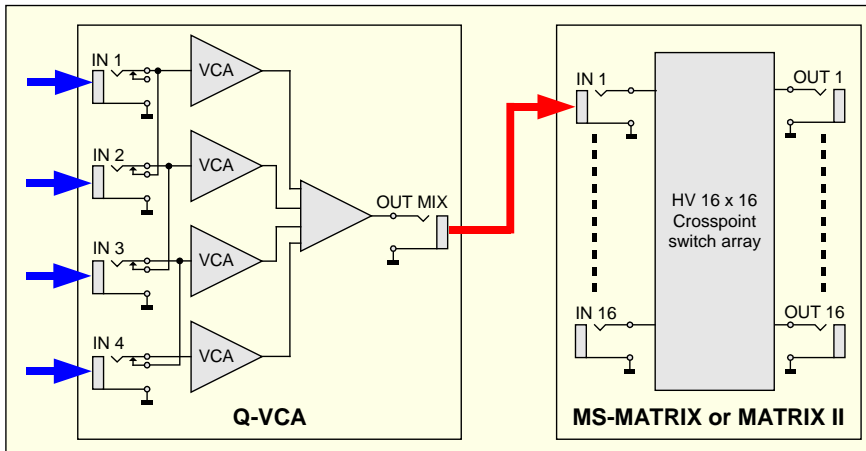 IN 1
VCA
IN 2
VCA
OUT MIX
IN 3
VCA
IN 4
VCA
Q-VCA
IN 1
OUT 1
HV 16 x 16
Crosspoint
switch array
IN 16
OUT 16
MS-MATRIX or MATRIX II